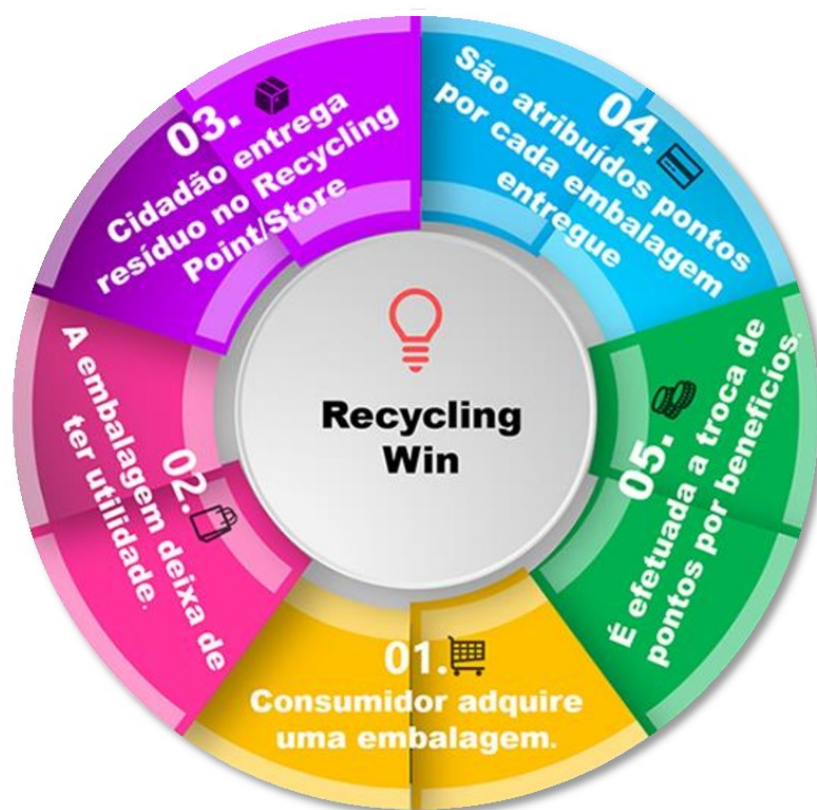 Recycling
Win
01.
Consumidor adquire
uma embalagem.
02.
A embalagem deixa de
ter utilidade.
03.
Cidadão entrega
resíduo no Recycling
Point/Store
04.
São atribuídos pontos
por cada embalagem
entregue
05.
É efetuada a troca de
pontos por benefícios.